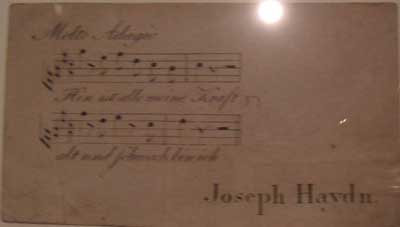 Molto Adagio
Hin ist alle meine Kraft
alt und schwach bin ich
Joseph Haydn.